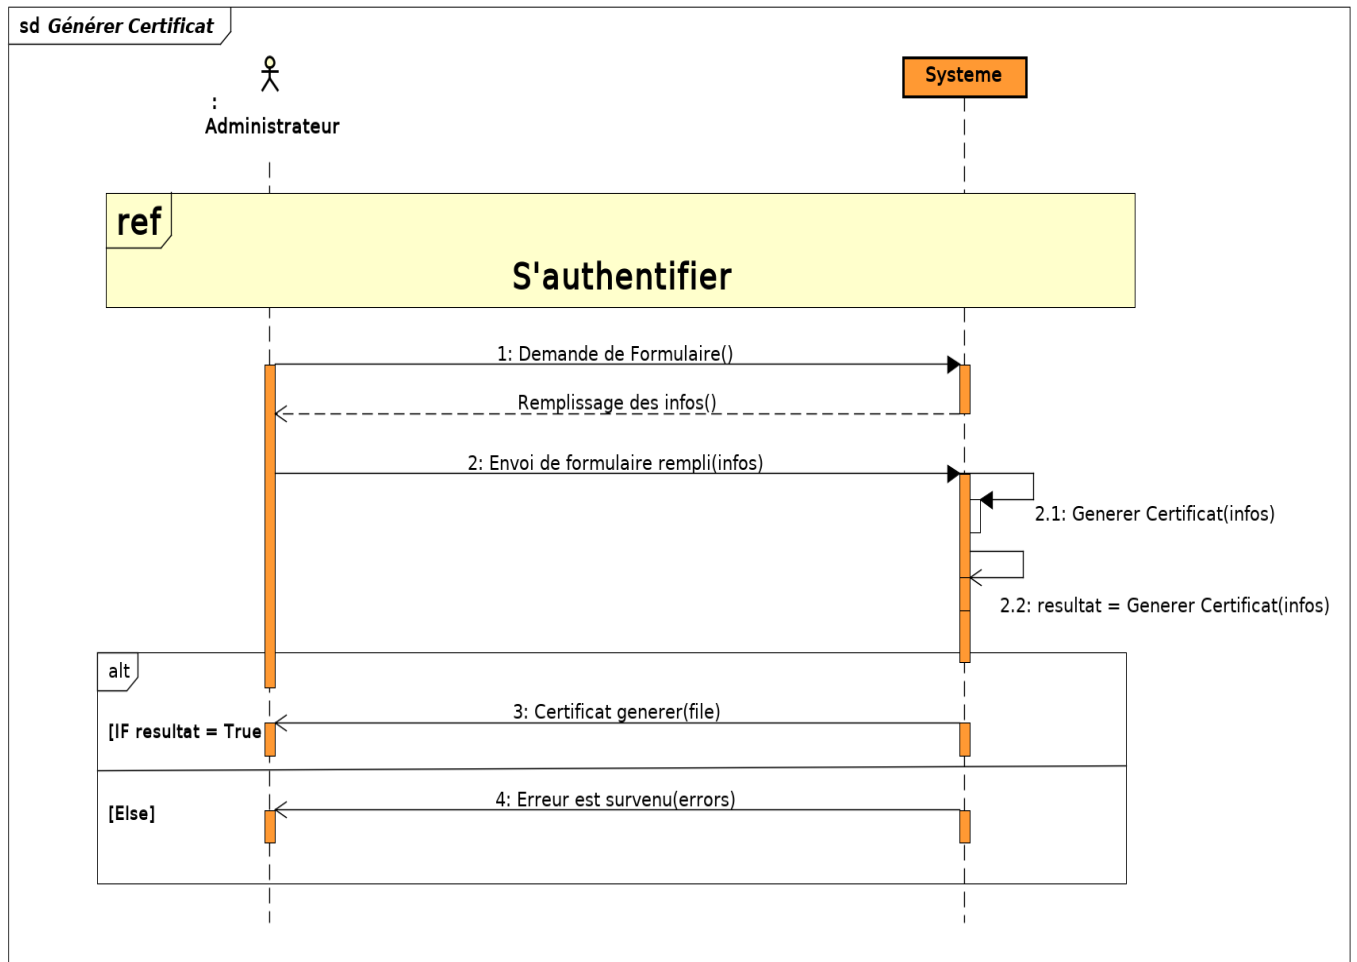 sd Générer Certificat
Systeme
:
Administrateur
ref
S'authentifier
1: Demande de Formulaire()
Remplissage des infos()
2: Envoi de formulaire rempli(infos)
2.1: Generer Certificat(infos)
2.2: resultat = Generer Certificat(infos)
alt
3: Certificat generer(file)
[IF resultat = True
4: Erreur est survenu(errors)
[Else]